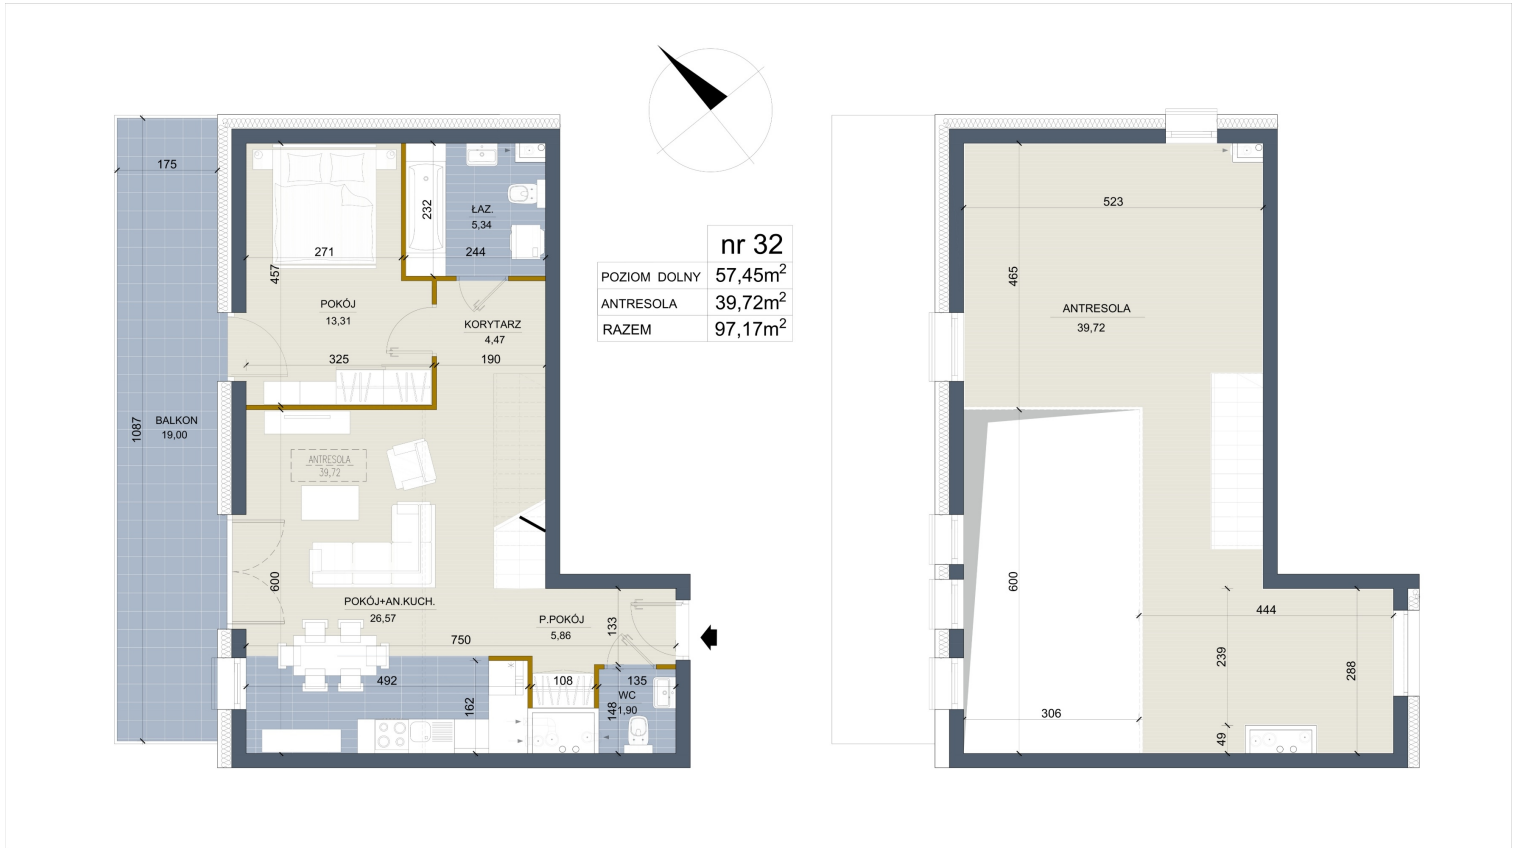 175
1087
BALKON
19,00
271
457
POKÓJ
13,31
325
232
ŁAZ.
5,34
244
KORYTARZ
4,47
190
ANTRESOLA
39,72
600
POKÓJ+AN.KUCH.
26,57
750
P.POKÓJ
5,86
133
492
162
108
135
WC
1,90
148
nr 32
POZIOM DOLNY 57,45m²
ANTRESOLA 39,72m²
RAZEM 97,17m²
523
465
ANTRESOLA
39,72
600
306
444
239
288
49